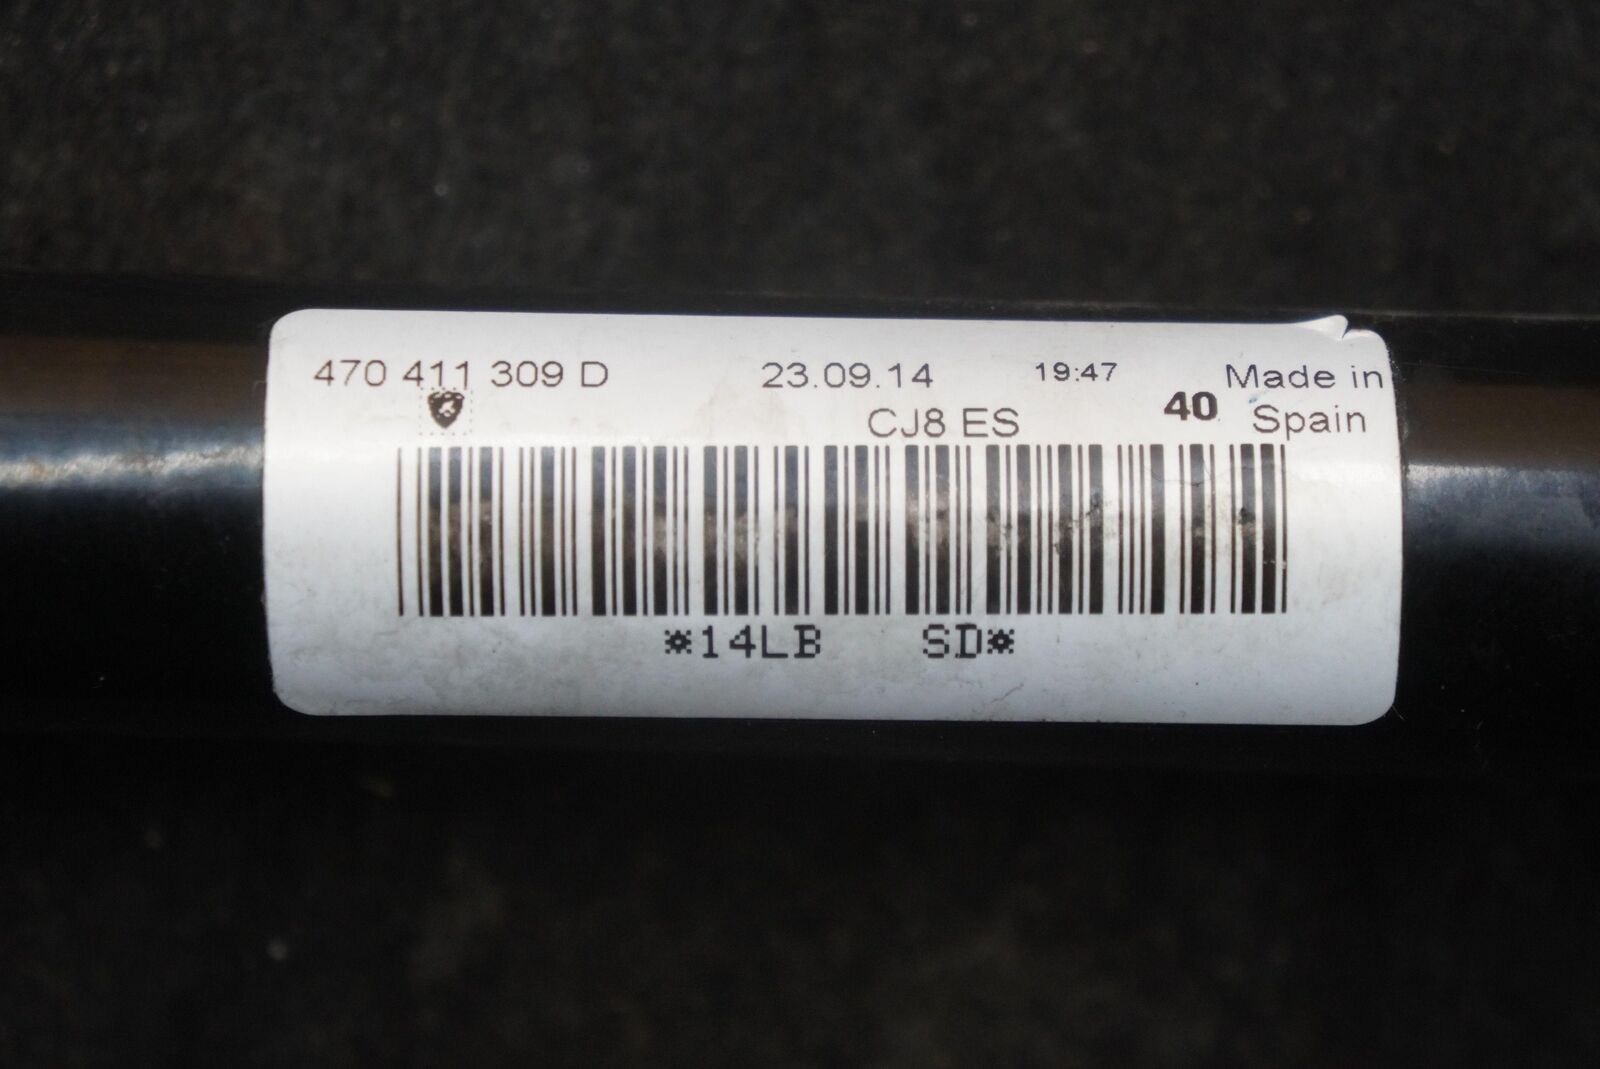 470 411 309 D 23.09.14 19:47 Made in
CJ8 ES 40 Spain
*14LB SD*